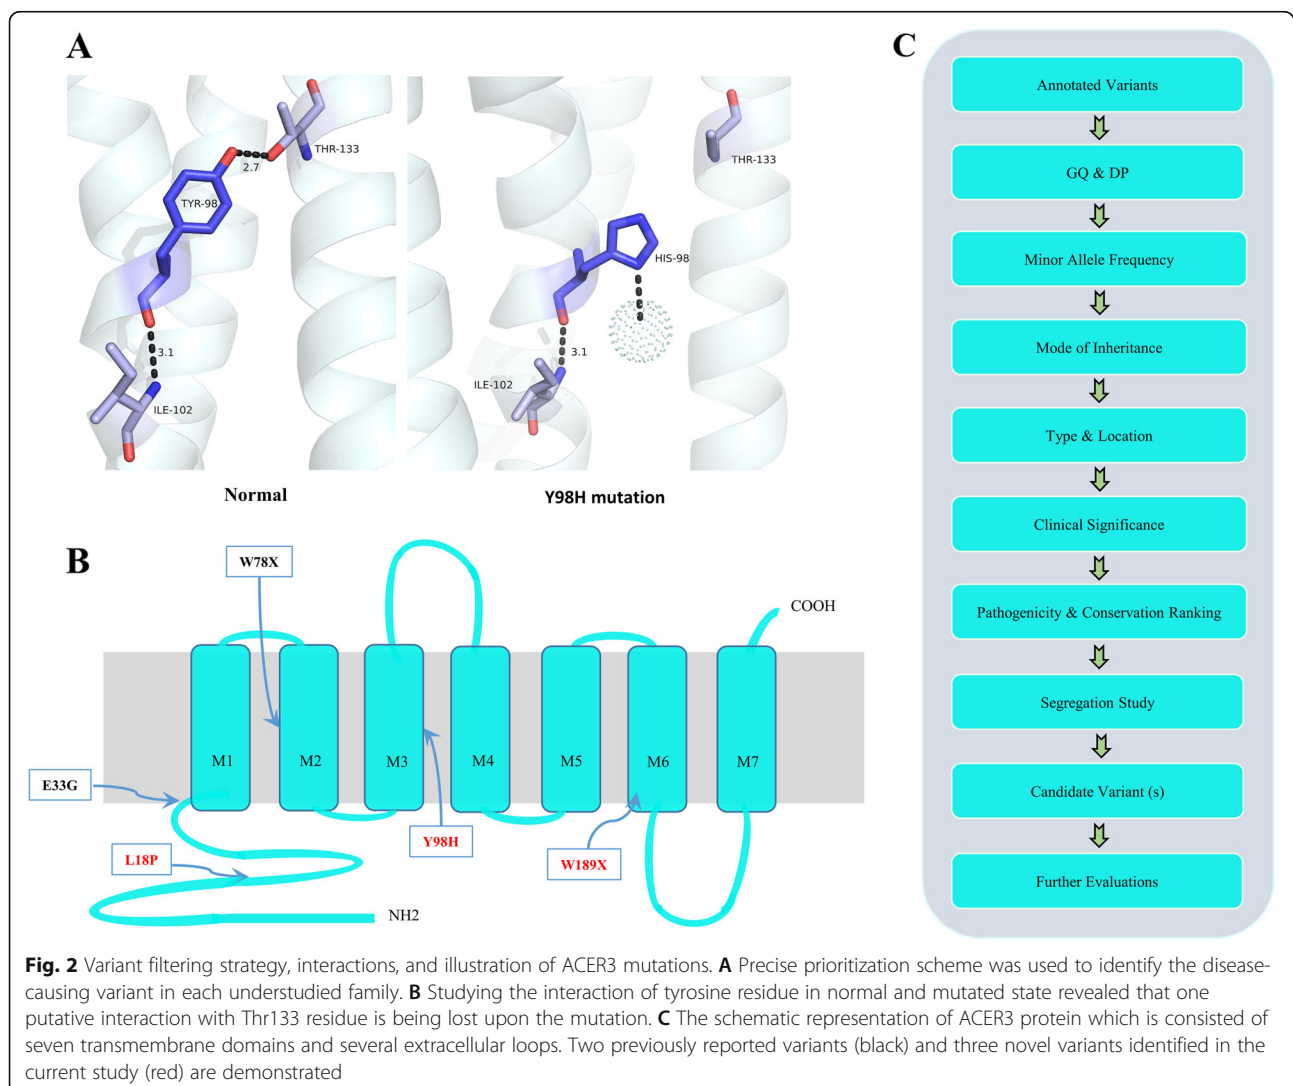 A
THR-133
2.7
TYR-98
3.1
ILE-102
Normal
THR-133
HIS-98
3.1
ILE-102
Y98H mutation
B
W78X
COOH
M1
M2
M3
M4
M5
M6
M7
E33G
Y98H
L18P
W189X
NH2
C
Annotated Variants
GQ & DP
Minor Allele Frequency
Mode of Inheritance
Type & Location
Clinical Significance
Pathogenicity & Conservation Ranking
Segregation Study
Candidate Variant (s)
Further Evaluations
Fig. 2 Variant filtering strategy, interactions, and illustration of ACER3 mutations. A Precise prioritization scheme was used to identify the disease-
causing variant in each understudied family. B Studying the interaction of tyrosine residue in normal and mutated state revealed that one
putative interaction with Thr133 residue is being lost upon the mutation. C The schematic representation of ACER3 protein which is consisted of
seven transmembrane domains and several extracellular loops. Two previously reported variants (black) and three novel variants identified in the
current study (red) are demonstrated